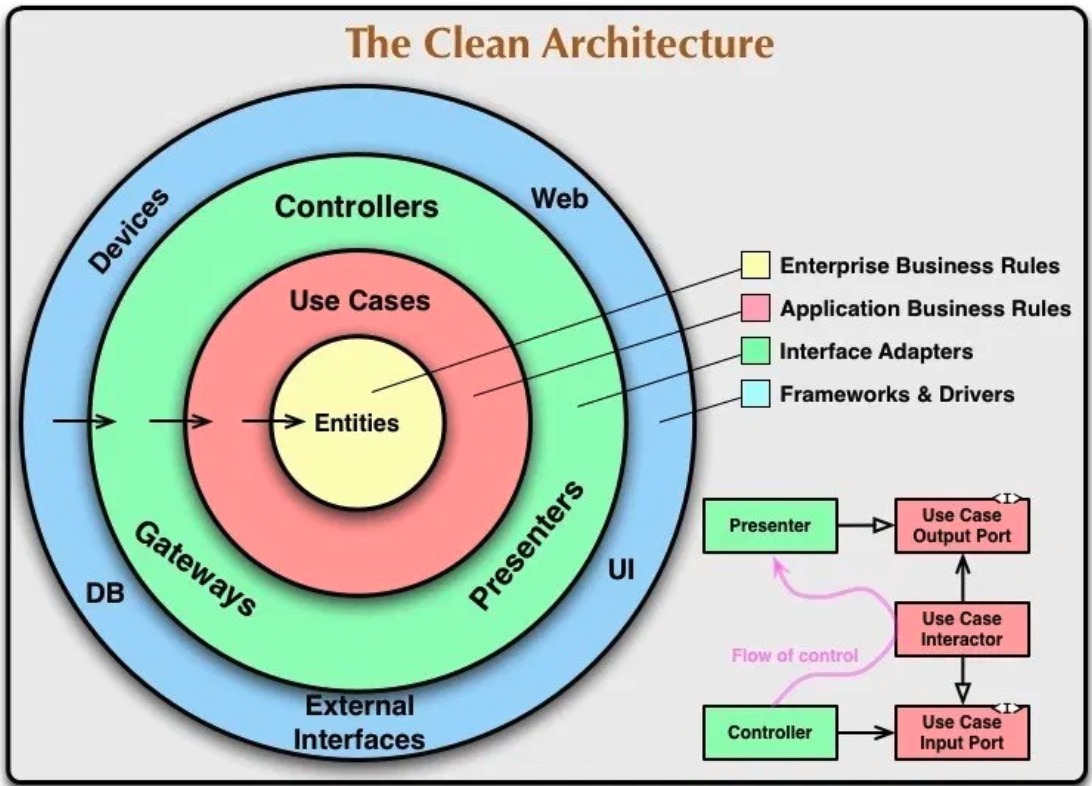 The Clean Architecture
Devices
Web
Controllers
Use Cases
Entities
Gateways
Presenters
DB
UI
External
Interfaces
Enterprise Business Rules
Application Business Rules
Interface Adapters
Frameworks & Drivers
Presenter
<I>
Use Case
Output Port
Use Case
Interactor
Flow of control
Controller
<I>
Use Case
Input Port